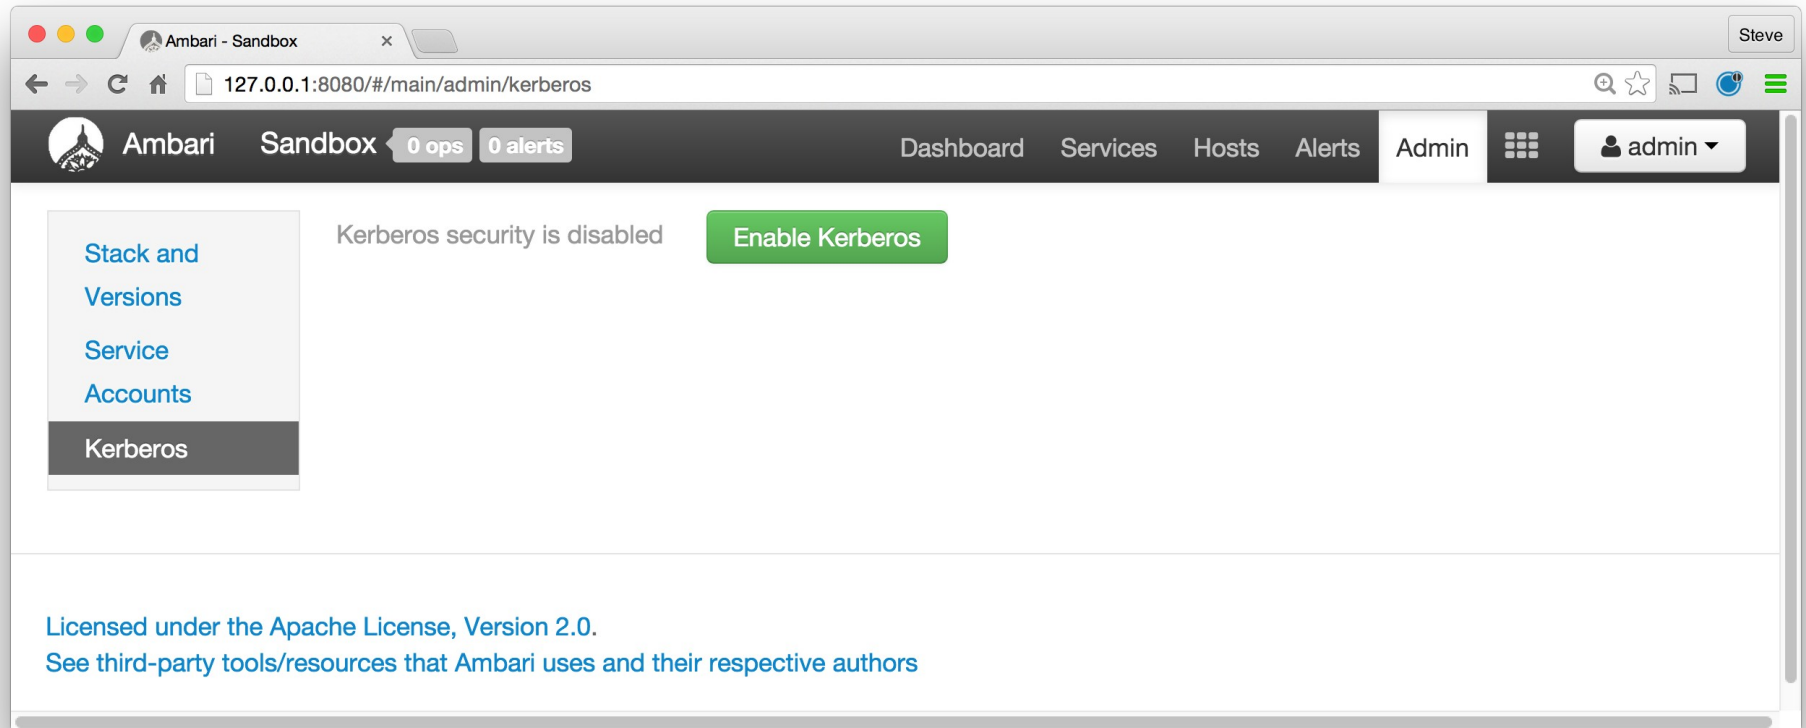 Ambari - Sandbox
Steve
127.0.0.1:8080/#/main/admin/kerberos
Ambari Sandbox 0 ops 0 alerts Dashboard Services Hosts Alerts Admin admin
Stack and
Versions
Service
Accounts
Kerberos
Kerberos security is disabled Enable Kerberos
Licensed under the Apache License, Version 2.0.
See third-party tools/resources that Ambari uses and their respective authors